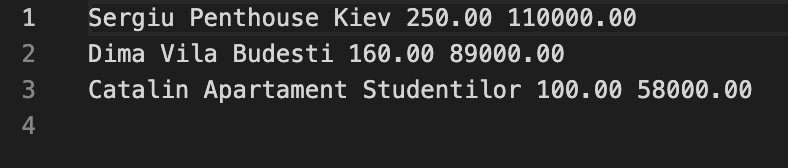 1 Sergiu Penthouse Kiev 250.00 110000.00
2 Dima Vila Budesti 160.00 89000.00
3 Catalin Apartament Studentilor 100.00 58000.00
4